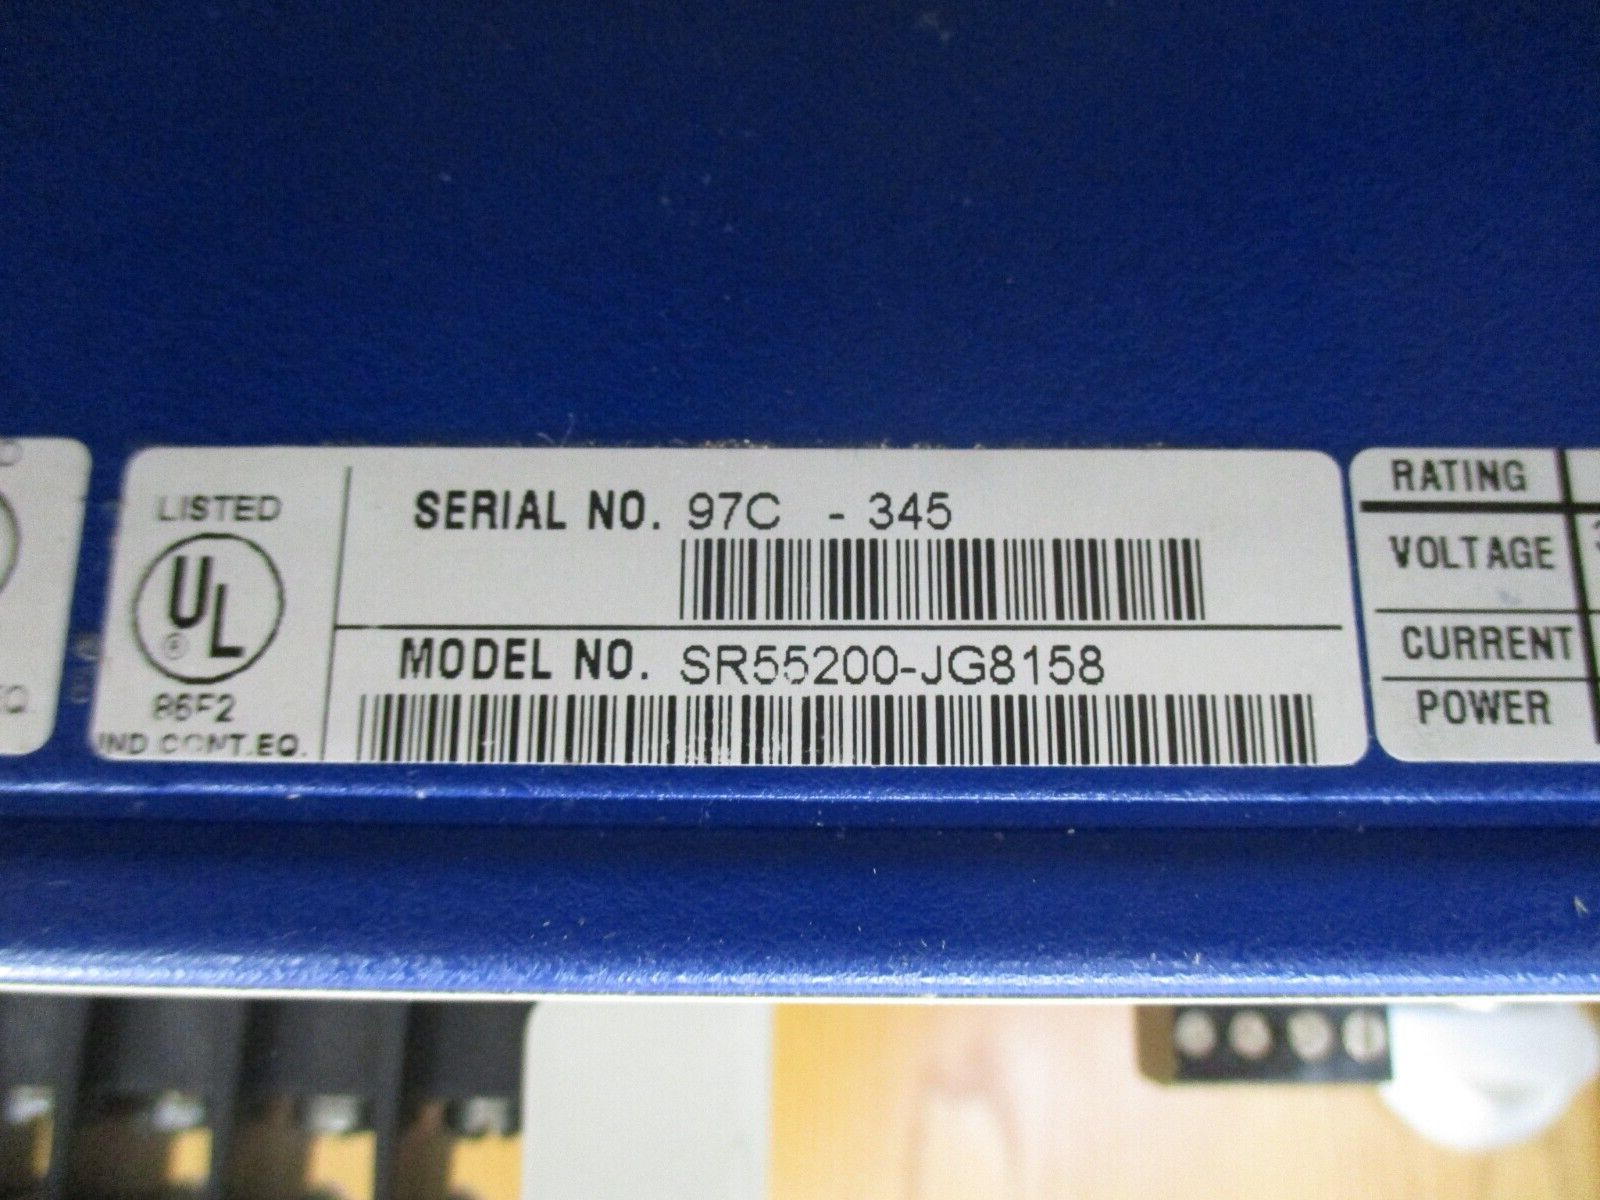 LISTED
UL
®
86F2
IND.CONT.EQ.
SERIAL NO. 97C - 345
MODEL NO. SR55200-JG8158
RATING
VOLTAGE
CURRENT
POWER